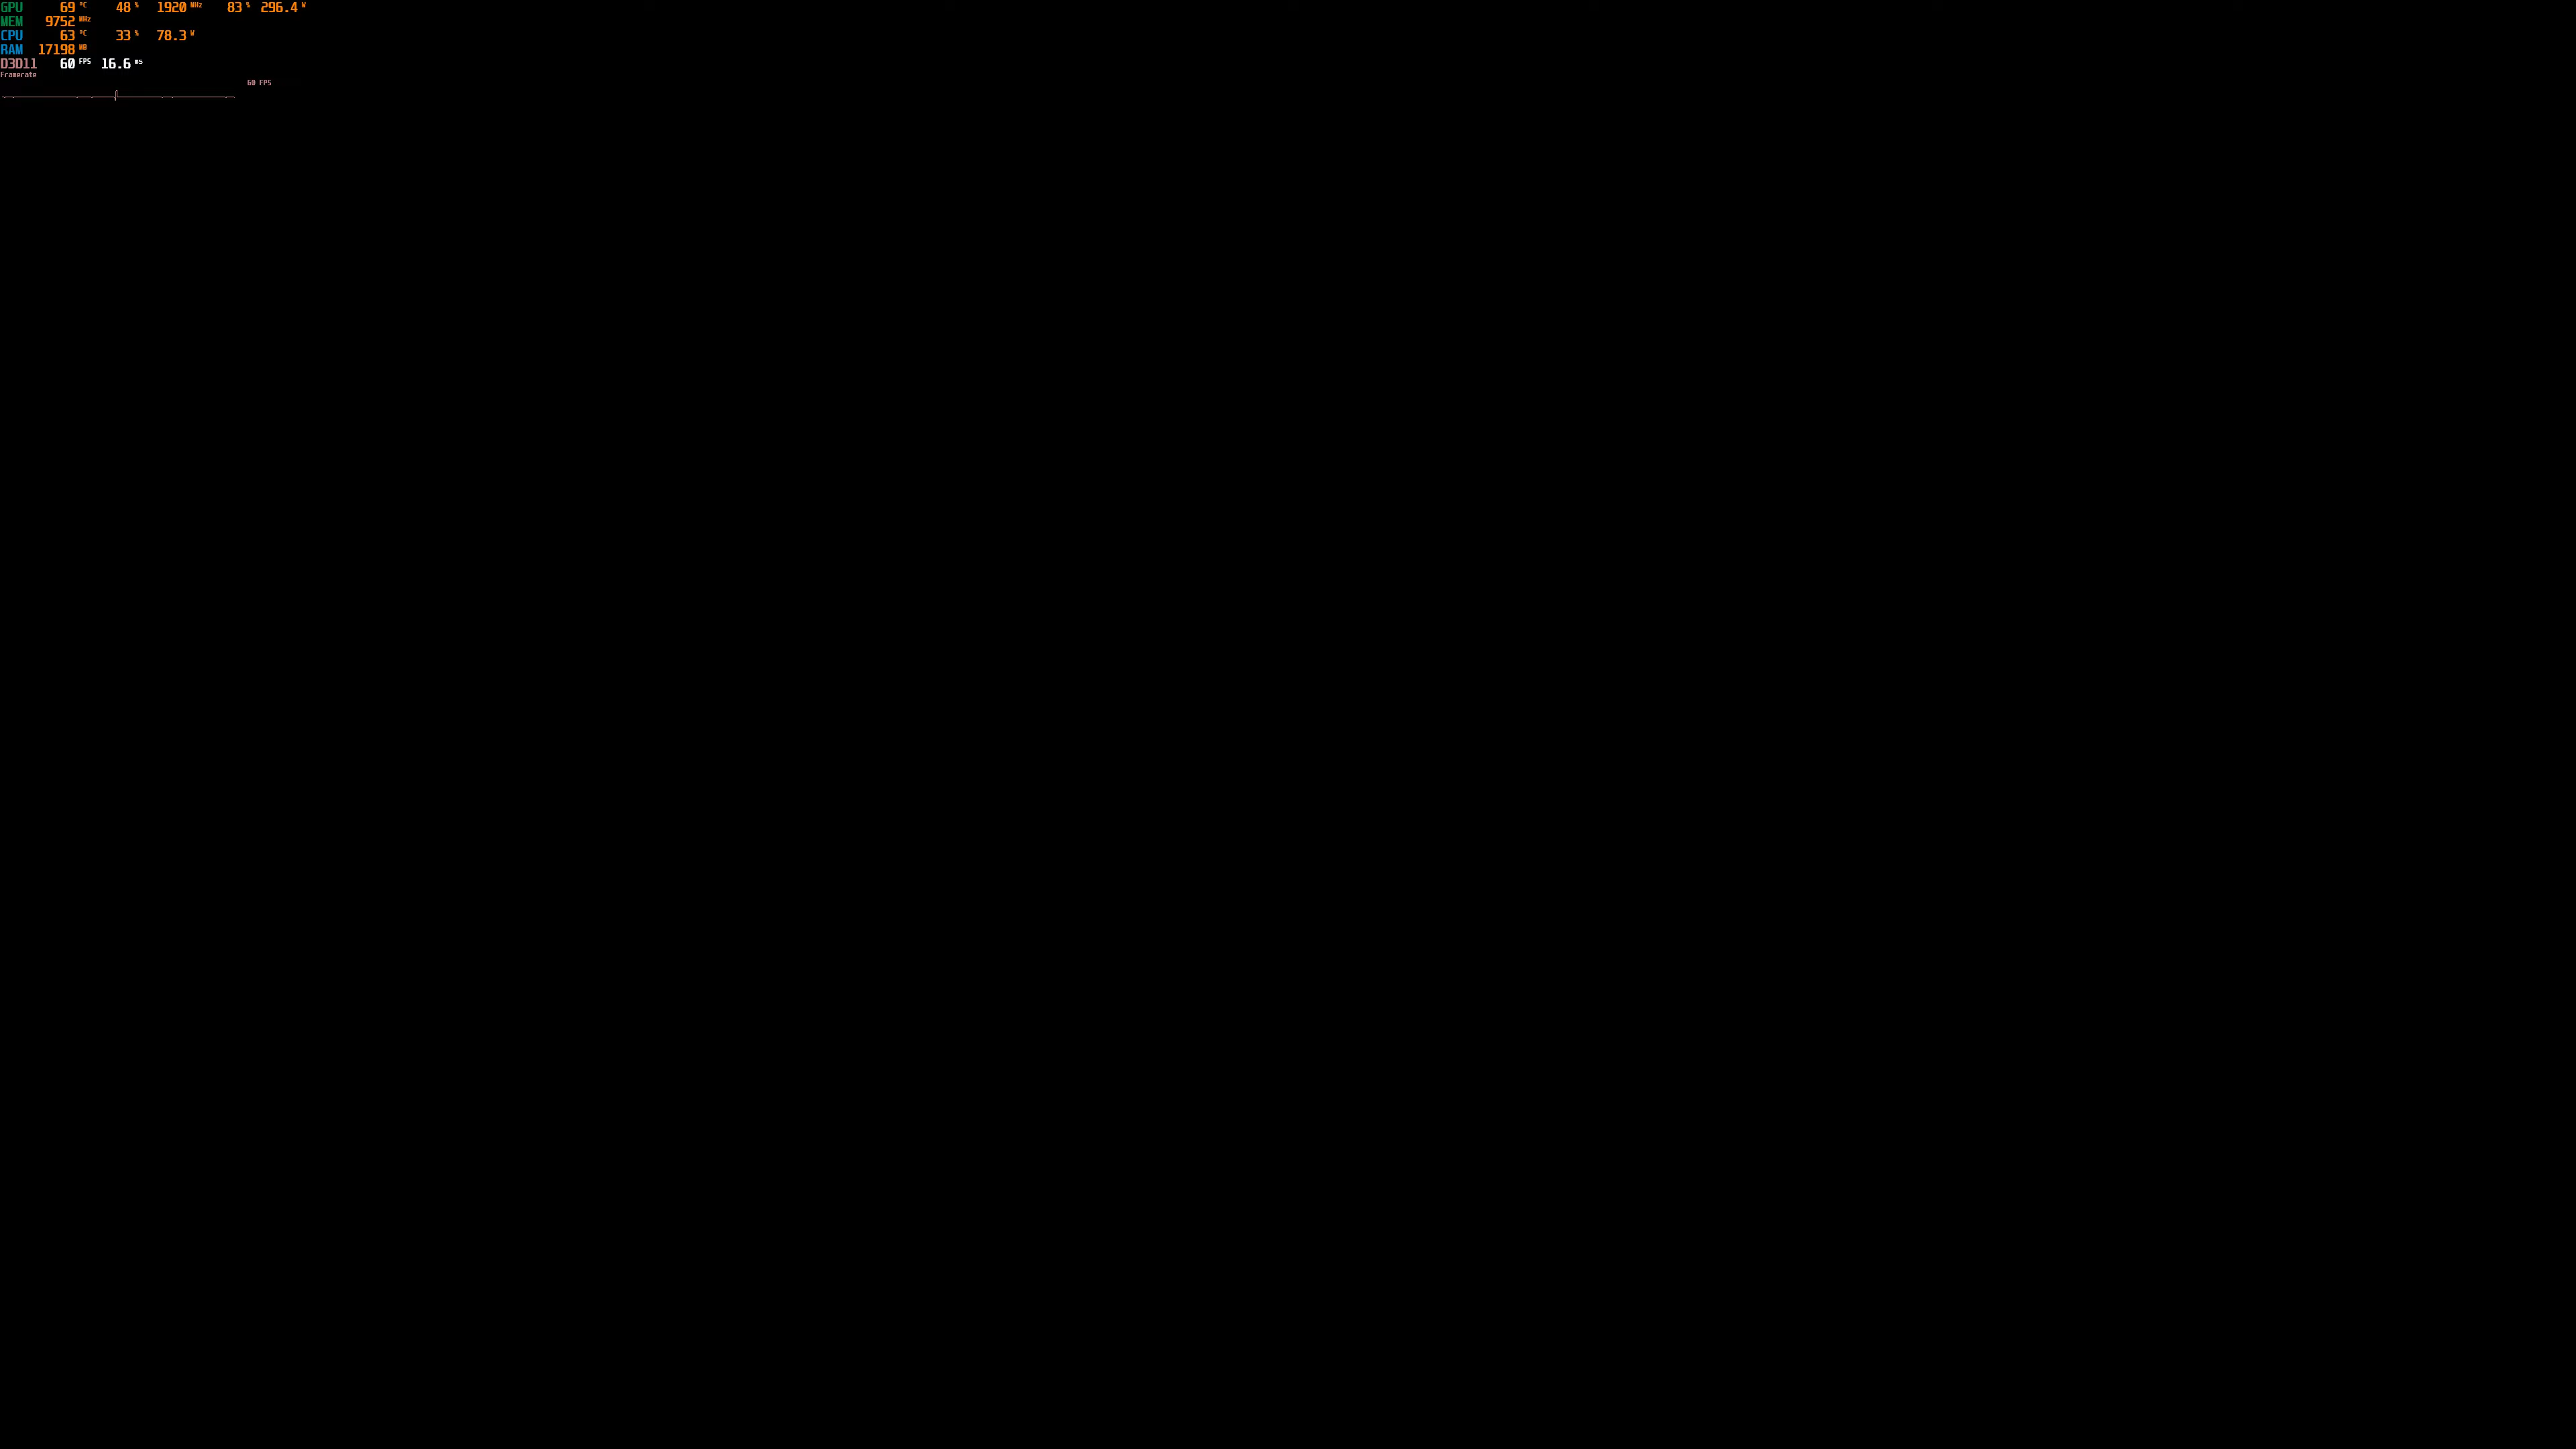 GPU 69 °C 48 % 1920 MHz 83 % 296.4 W
MEM 9752 MHz
CPU 63 °C 33 % 78.3 W
RAM 17198 MB
D3D11 60 FPS 16.6 ms
Framerate
60 FPS